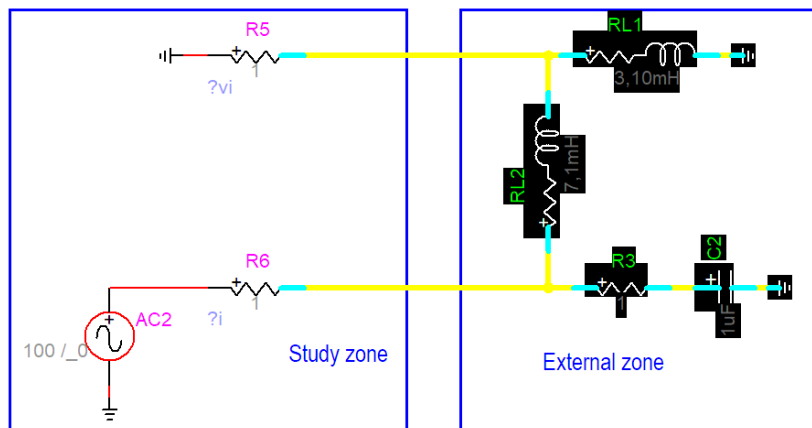 R5
+
1
?vi
RL1
+
3,10mH
RL2
7,1mH
+
R6
+
1
?i
R3
+
1
C2
+
1uF
+
AC2
100 /_0
Study zone
External zone